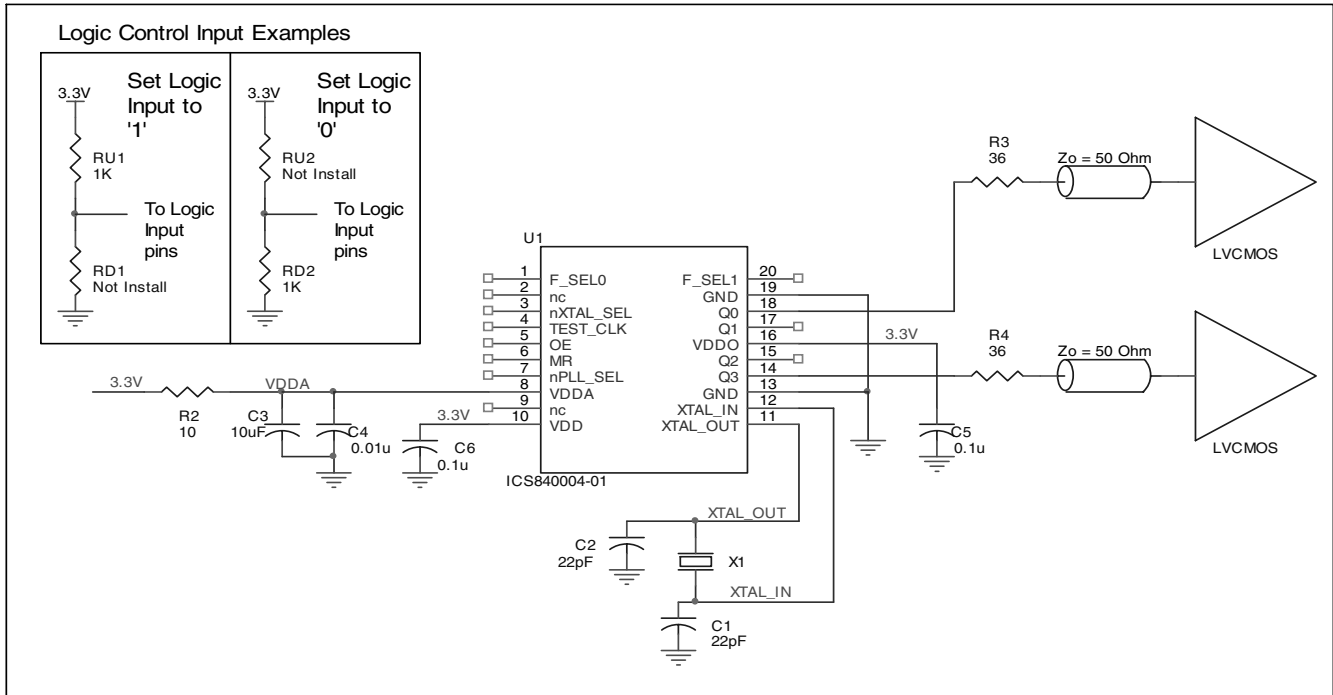 Logic Control Input Examples
Set Logic
Input to
'1'
3.3V
RU1
1K
To Logic
Input
pins
RD1
Not Install
Set Logic
Input to
'0'
3.3V
RU2
Not Install
To Logic
Input
pins
RD2
1K
U1
1 F_SEL0
2 nc
3 nXTAL_SEL
4 TEST_CLK
5 OE
6 MR
7 nPLL_SEL
8 VDDA
9 nc
10 VDD
F_SEL1 20
GND 19
Q0 18
Q1 17
VDDO 16
Q2 15
Q3 14
GND 13
XTAL_IN 12
XTAL_OUT 11
ICS840004-01
3.3V
R2
10
VDDA
C3
10uF
C4
0.01u
3.3V
C6
0.1u
R3
36
Zo = 50 Ohm
LVCMOS
3.3V
R4
36
Zo = 50 Ohm
LVCMOS
C5
0.1u
XTAL_OUT
C2
22pF
X1
XTAL_IN
C1
22pF